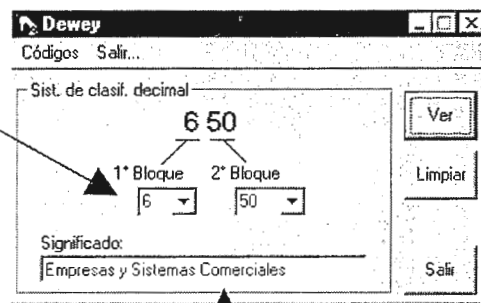 Dewey
Códigos Salir...
Sist. de clasif. decimal
6 50
1° Bloque 2° Bloque
6 50
Significado:
Empresas y Sistemas Comerciales
Ver
Limpiar
Salir